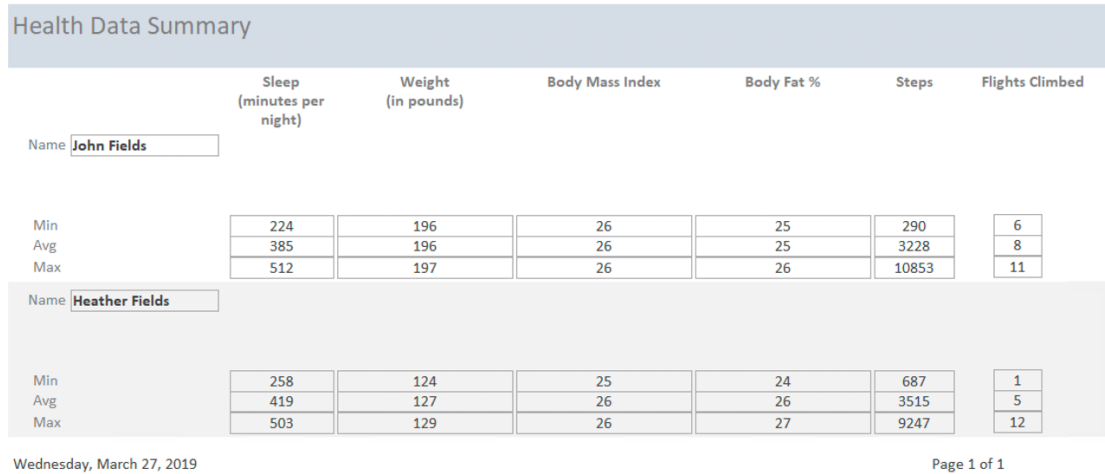 Health Data Summary
Sleep (minutes per night) Weight (in pounds) Body Mass Index Body Fat % Steps Flights Climbed
Name John Fields
Min 224 196 26 25 290 6
Avg 385 196 26 25 3228 8
Max 512 197 26 26 10853 11
Name Heather Fields
Min 258 124 25 24 687 1
Avg 419 127 26 26 3515 5
Max 503 129 26 27 9247 12
Wednesday, March 27, 2019 Page 1 of 1